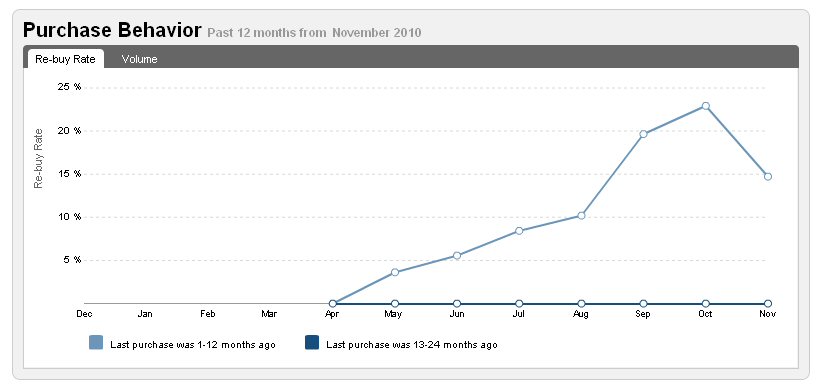 Purchase Behavior Past 12 months from November 2010
Re-buy Rate Volume
25 %
20 %
15 %
10 %
5 %
Re-buy Rate
Dec Jan Feb Mar Apr May Jun Jul Aug Sep Oct Nov
Last purchase was 1-12 months ago Last purchase was 13-24 months ago